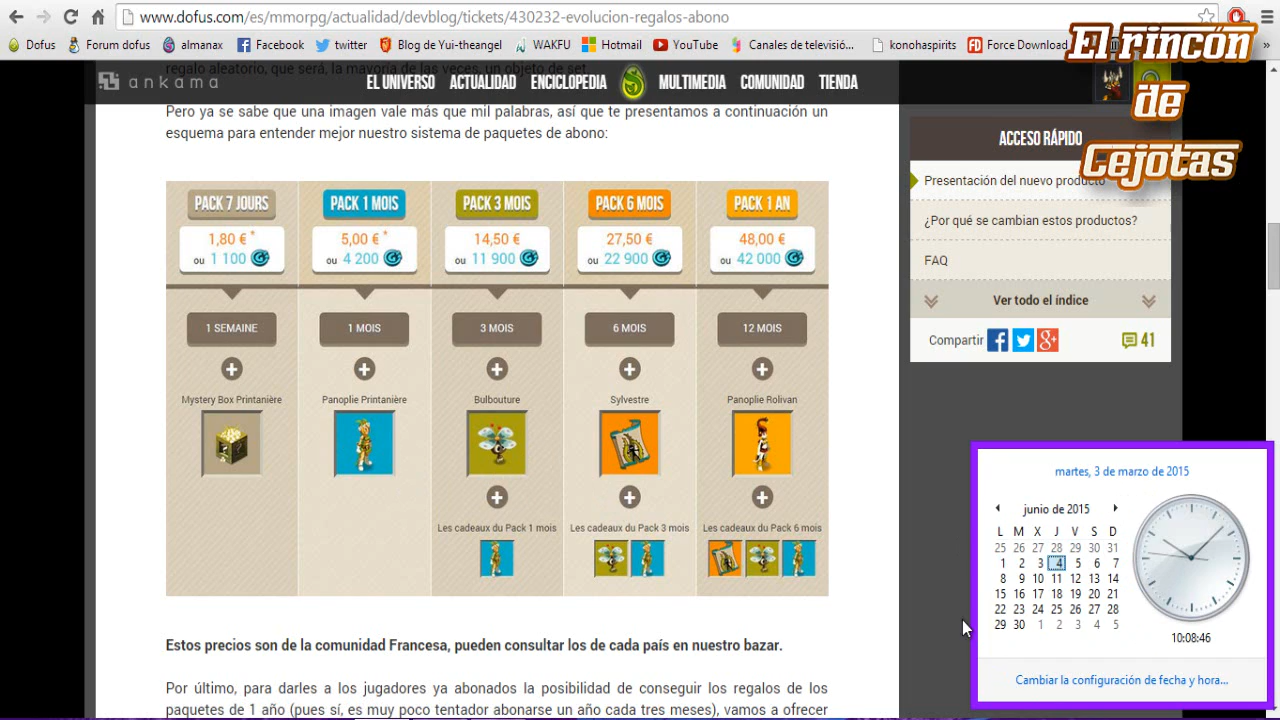 www.dofus.com/es/mmorpg/actualidad/devblog/tickets/430232-evolucion-regalos-abono
Dofus Forum dofus almanax Facebook twitter Blog de Yuri-thrangel WAKFU Hotmail YouTube Canales de televisió... konohaspirits Force Download »
El rincón
de
Cejotas
regalo aleatorio, que será, la mayoría de las veces, un objeto de set.
ankama EL UNIVERSO ACTUALIDAD ENCICLOPEDIA MULTIMEDIA COMUNIDAD TIENDA
Pero ya se sabe que una imagen vale más que mil palabras, así que te presentamos a continuación un
esquema para entender mejor nuestro sistema de paquetes de abono:
PACK 7 JOURS PACK 1 MOIS PACK 3 MOIS PACK 6 MOIS PACK 1 AN
1,80 € * 5,00 € * 14,50 € 27,50 € 48,00 €
ou 1 100 ou 4 200 ou 11 900 ou 22 900 ou 42 000
1 SEMAINE 1 MOIS 3 MOIS 6 MOIS 12 MOIS
Mystery Box Printanière Panoplie Printanière Bulbouture Sylvestre Panoplie Rolivan
Les cadeaux du Pack 1 mois Les cadeaux du Pack 3 mois Les cadeaux du Pack 6 mois
Estos precios son de la comunidad Francesa, pueden consultar los de cada país en nuestro bazar.
Por último, para darles a los jugadores ya abonados la posibilidad de conseguir los regalos de los
paquetes de 1 año (pues sí, es muy poco tentador abonarse un año cada tres meses), vamos a ofrecer
ACCESO RÁPIDO
Presentación del nuevo producto
¿Por qué se cambian estos productos?
FAQ
Ver todo el índice
Compartir 41
martes, 3 de marzo de 2015
junio de 2015
L M X J V S D
25 26 27 28 29 30 31
1 2 3 4 5 6 7
8 9 10 11 12 13 14
15 16 17 18 19 20 21
22 23 24 25 26 27 28
29 30 1 2 3 4 5
10:08:46
Cambiar la configuración de fecha y hora...